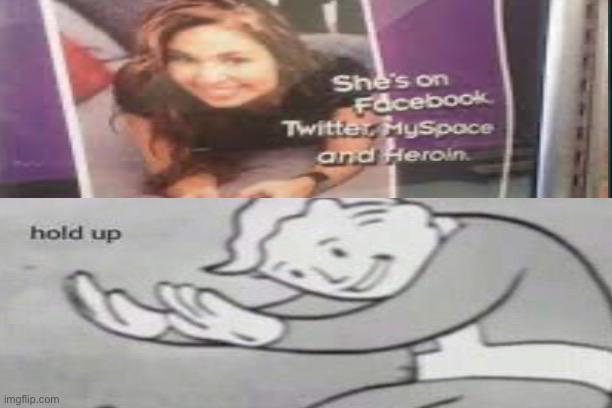 She's on
Facebook,
Twitter, MySpace
and Heroin.
hold up
imgflip.com